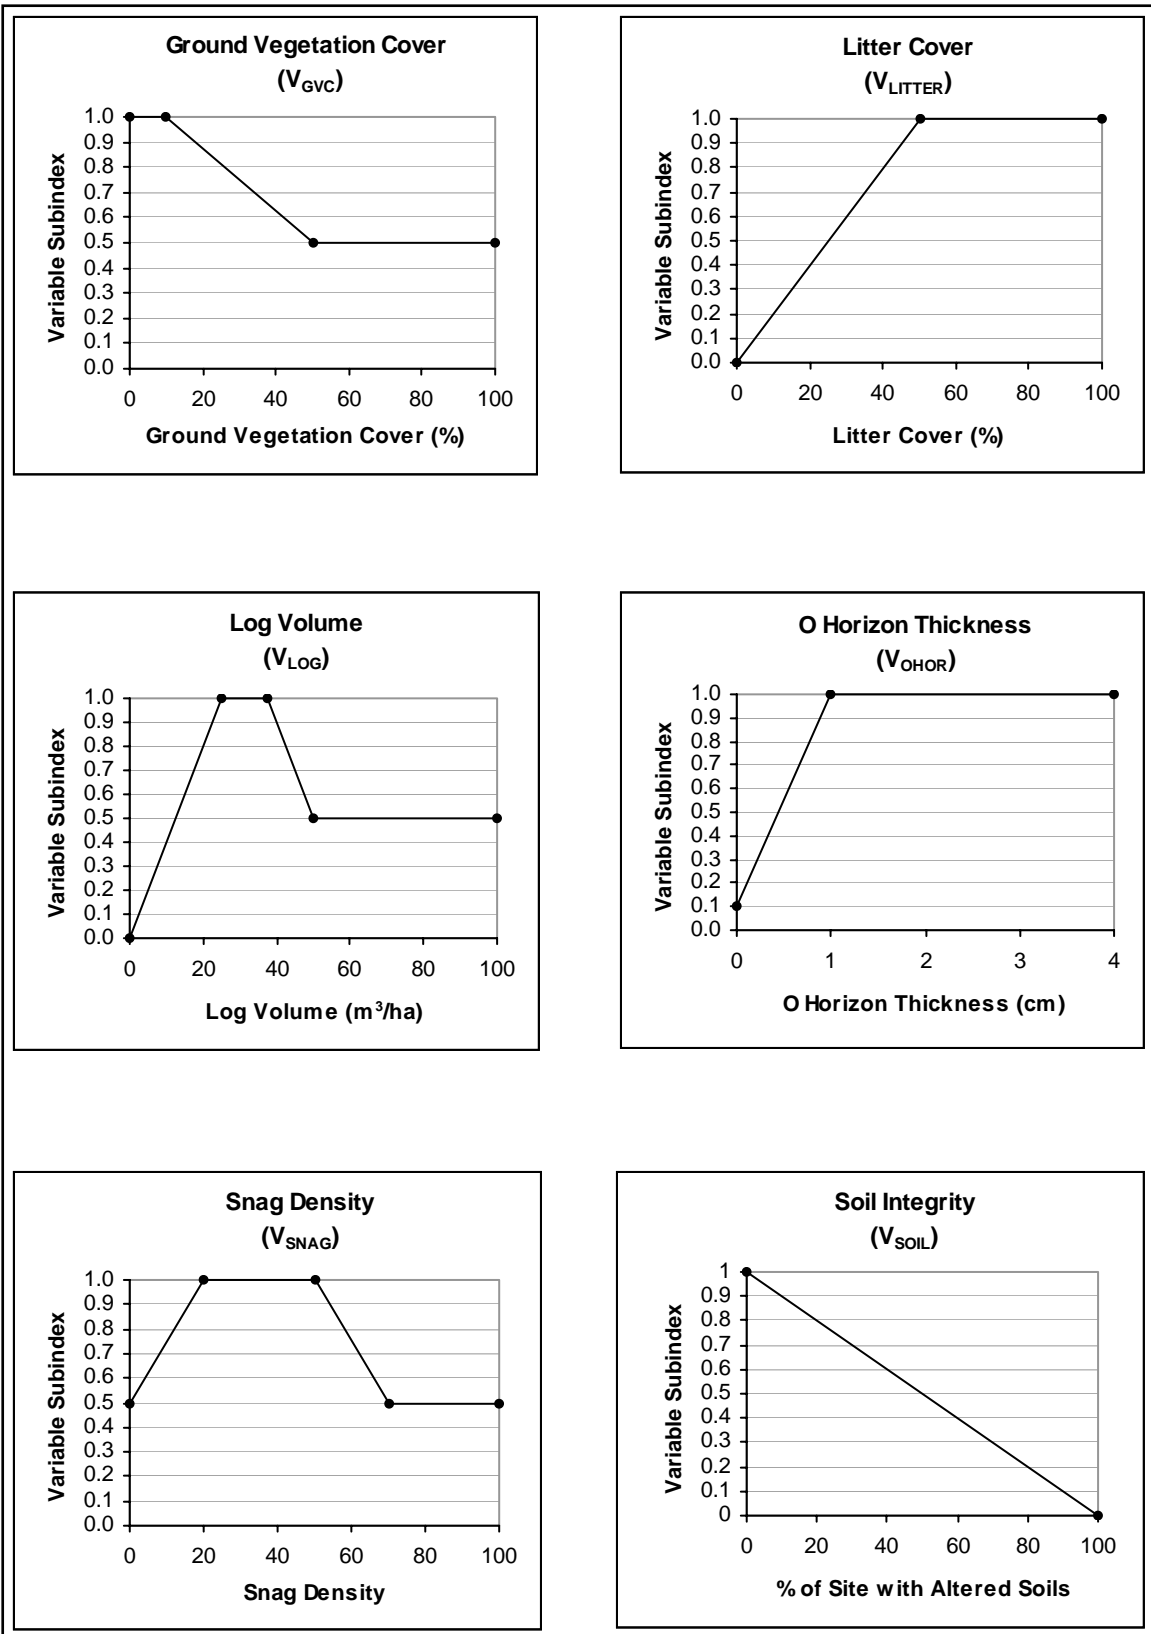 Ground Vegetation Cover
(V_GVC)
1.0
0.9
0.8
0.7
0.6
0.5
0.4
0.3
0.2
0.1
0.0
Variable Subindex
0 20 40 60 80 100
Ground Vegetation Cover (%)
Litter Cover
(V_LITTER)
1.0
0.9
0.8
0.7
0.6
0.5
0.4
0.3
0.2
0.1
0.0
Variable Subindex
0 20 40 60 80 100
Litter Cover (%)
Log Volume
(V_LOG)
1.0
0.9
0.8
0.7
0.6
0.5
0.4
0.3
0.2
0.1
0.0
Variable Subindex
0 20 40 60 80 100
Log Volume (m³/ha)
O Horizon Thickness
(V_OHOR)
1.0
0.9
0.8
0.7
0.6
0.5
0.4
0.3
0.2
0.1
0.0
Variable Subindex
0 1 2 3 4
O Horizon Thickness (cm)
Snag Density
(V_SNAG)
1.0
0.9
0.8
0.7
0.6
0.5
0.4
0.3
0.2
0.1
0.0
Variable Subindex
0 20 40 60 80 100
Snag Density
Soil Integrity
(V_SOIL)
1
0.9
0.8
0.7
0.6
0.5
0.4
0.3
0.2
0.1
0
Variable Subindex
0 20 40 60 80 100
% of Site with Altered Soils